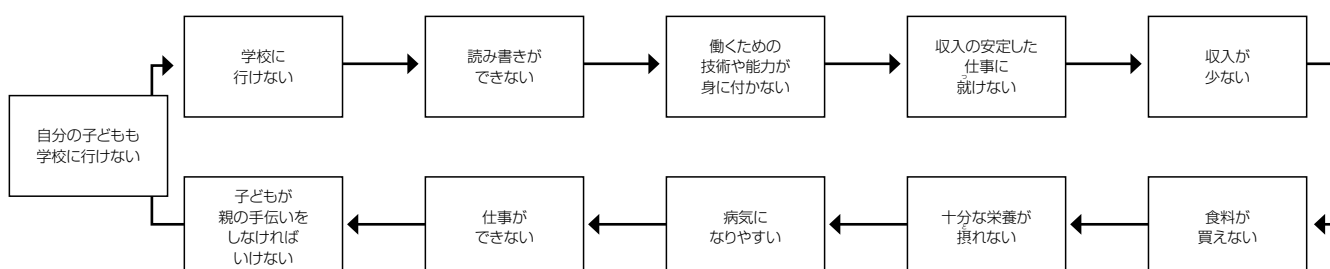 学校に
行けない
読み書きが
できない
働くための
技術や能力が
身に付かない
収入の安定した
仕事に
就けない
収入が
少ない
食料が
買えない
十分な栄養が
摂れない
病気に
なりやすい
仕事が
できない
子どもが
親の手伝いを
しなければ
いけない
自分の子どもも
学校に行けない